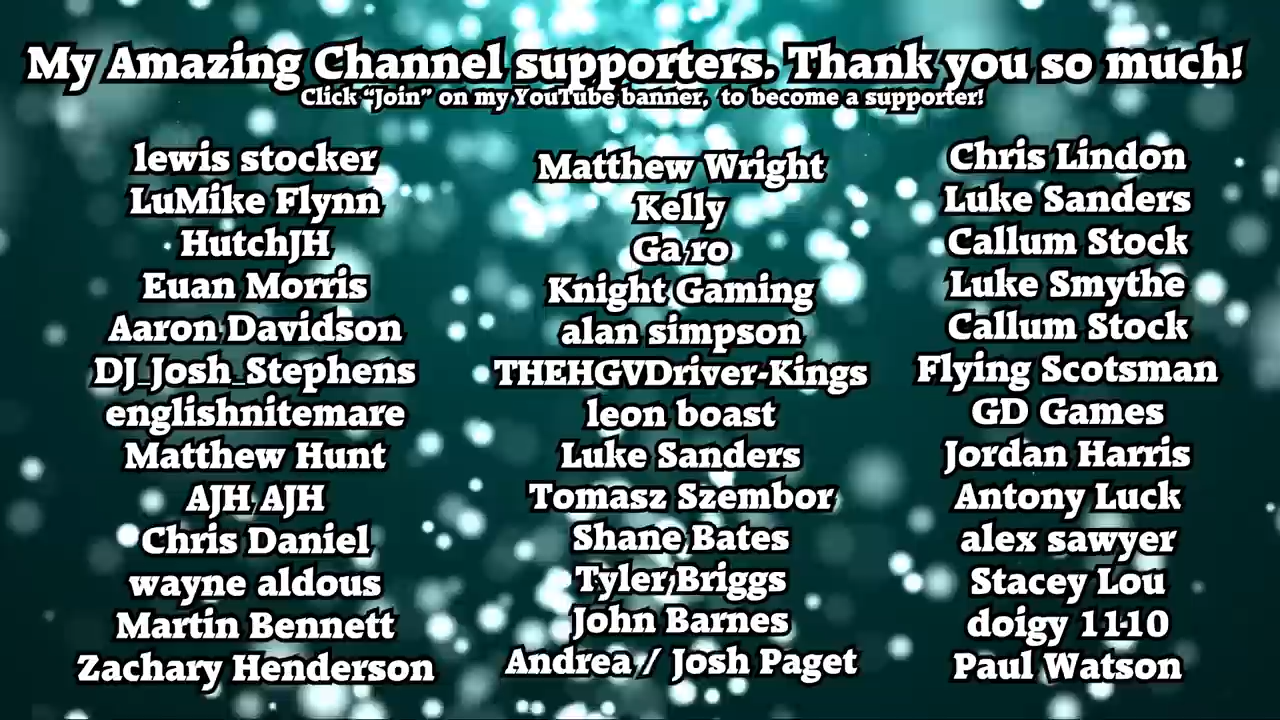 My Amazing Channel supporters. Thank you so much!
Click “Join” on my YouTube banner, to become a supporter!
lewis stocker
LuMike Flynn
HutchJH
Euan Morris
Aaron Davidson
DJ_Josh_Stephens
englishnitemare
Matthew Hunt
AJH AJH
Chris Daniel
wayne aldous
Martin Bennett
Zachary Henderson
Matthew Wright
Kelly
Ga ro
Knight Gaming
alan simpson
THEHGVDriver-Kings
leon boast
Luke Sanders
Tomasz Szembor
Shane Bates
Tyler Briggs
John Barnes
Andrea / Josh Paget
Chris Lindon
Luke Sanders
Callum Stock
Luke Smythe
Callum Stock
Flying Scotsman
GD Games
Jordan Harris
Antony Luck
alex sawyer
Stacey Lou
doigy 1110
Paul Watson